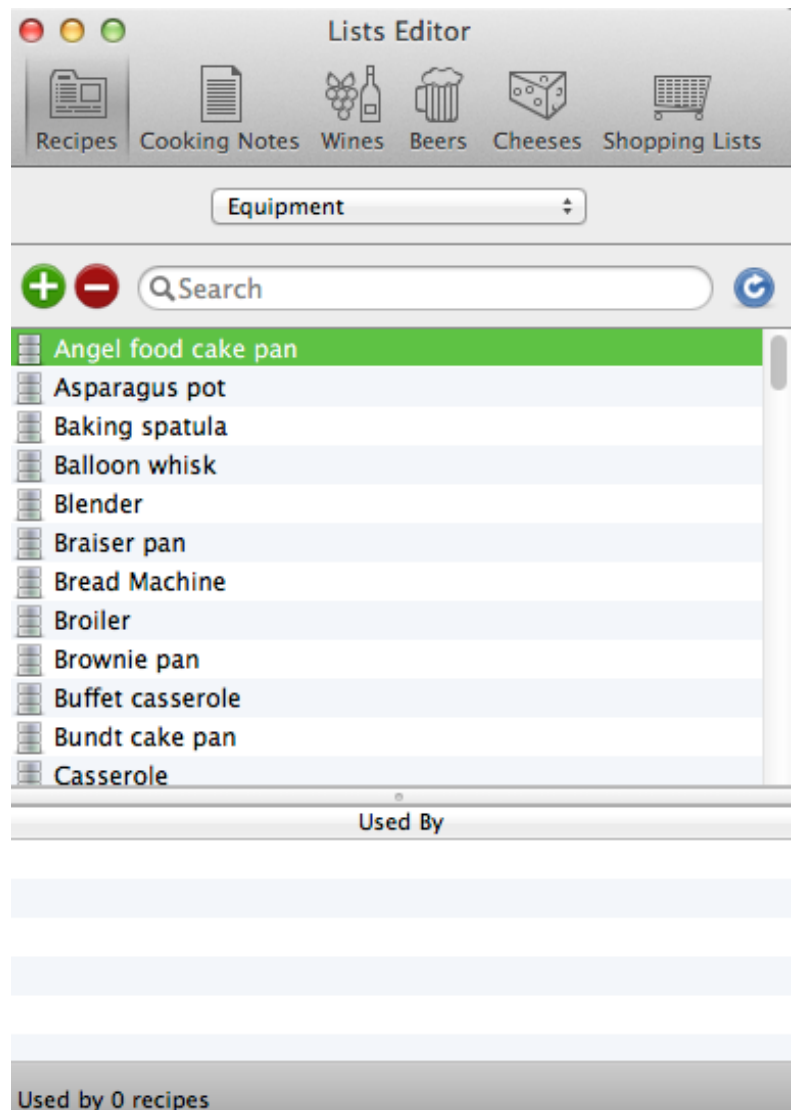 Lists Editor
Recipes Cooking Notes Wines Beers Cheeses Shopping Lists
Equipment
Search
Angel food cake pan
Asparagus pot
Baking spatula
Balloon whisk
Blender
Braiser pan
Bread Machine
Broiler
Brownie pan
Buffet casserole
Bundt cake pan
Casserole
Used By
Used by 0 recipes